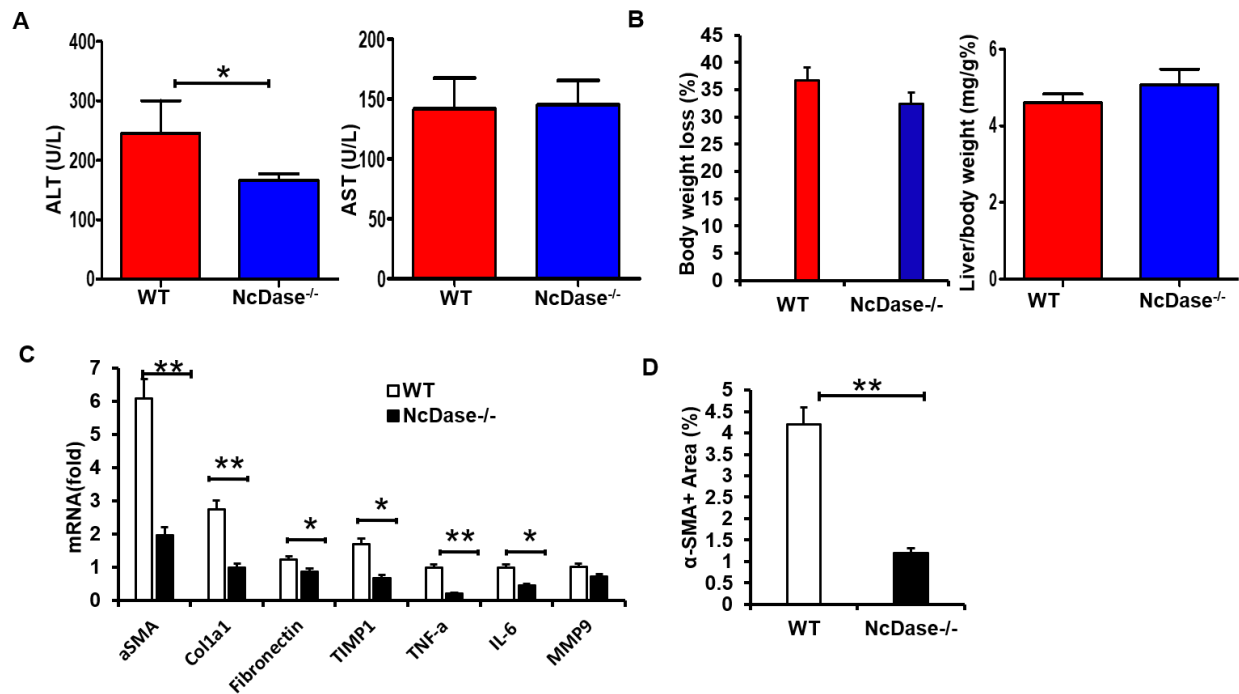 A
ALT (U/L)
400
300
200
100
0
*
WT
NcDase-/-
AST (U/L)
200
150
100
50
0
WT
NcDase-/-
B
Body weight loss (%)
45
40
35
30
25
20
15
10
5
0
WT
NcDase-/-
Liver/body weight (mg/g%)
6
4
2
0
WT
NcDase-/-
C
mRNA(fold)
7
6
5
4
3
2
1
0
**
**
*
*
**
*
WT
NcDase-/-
aSMA
Col1a1
Fibronectin
TIMP1
TNF-a
IL-6
MMP9
D
α-SMA+ Area (%)
5
4.5
4
3.5
3
2.5
2
1.5
1
0.5
0
**
WT
NcDase-/-